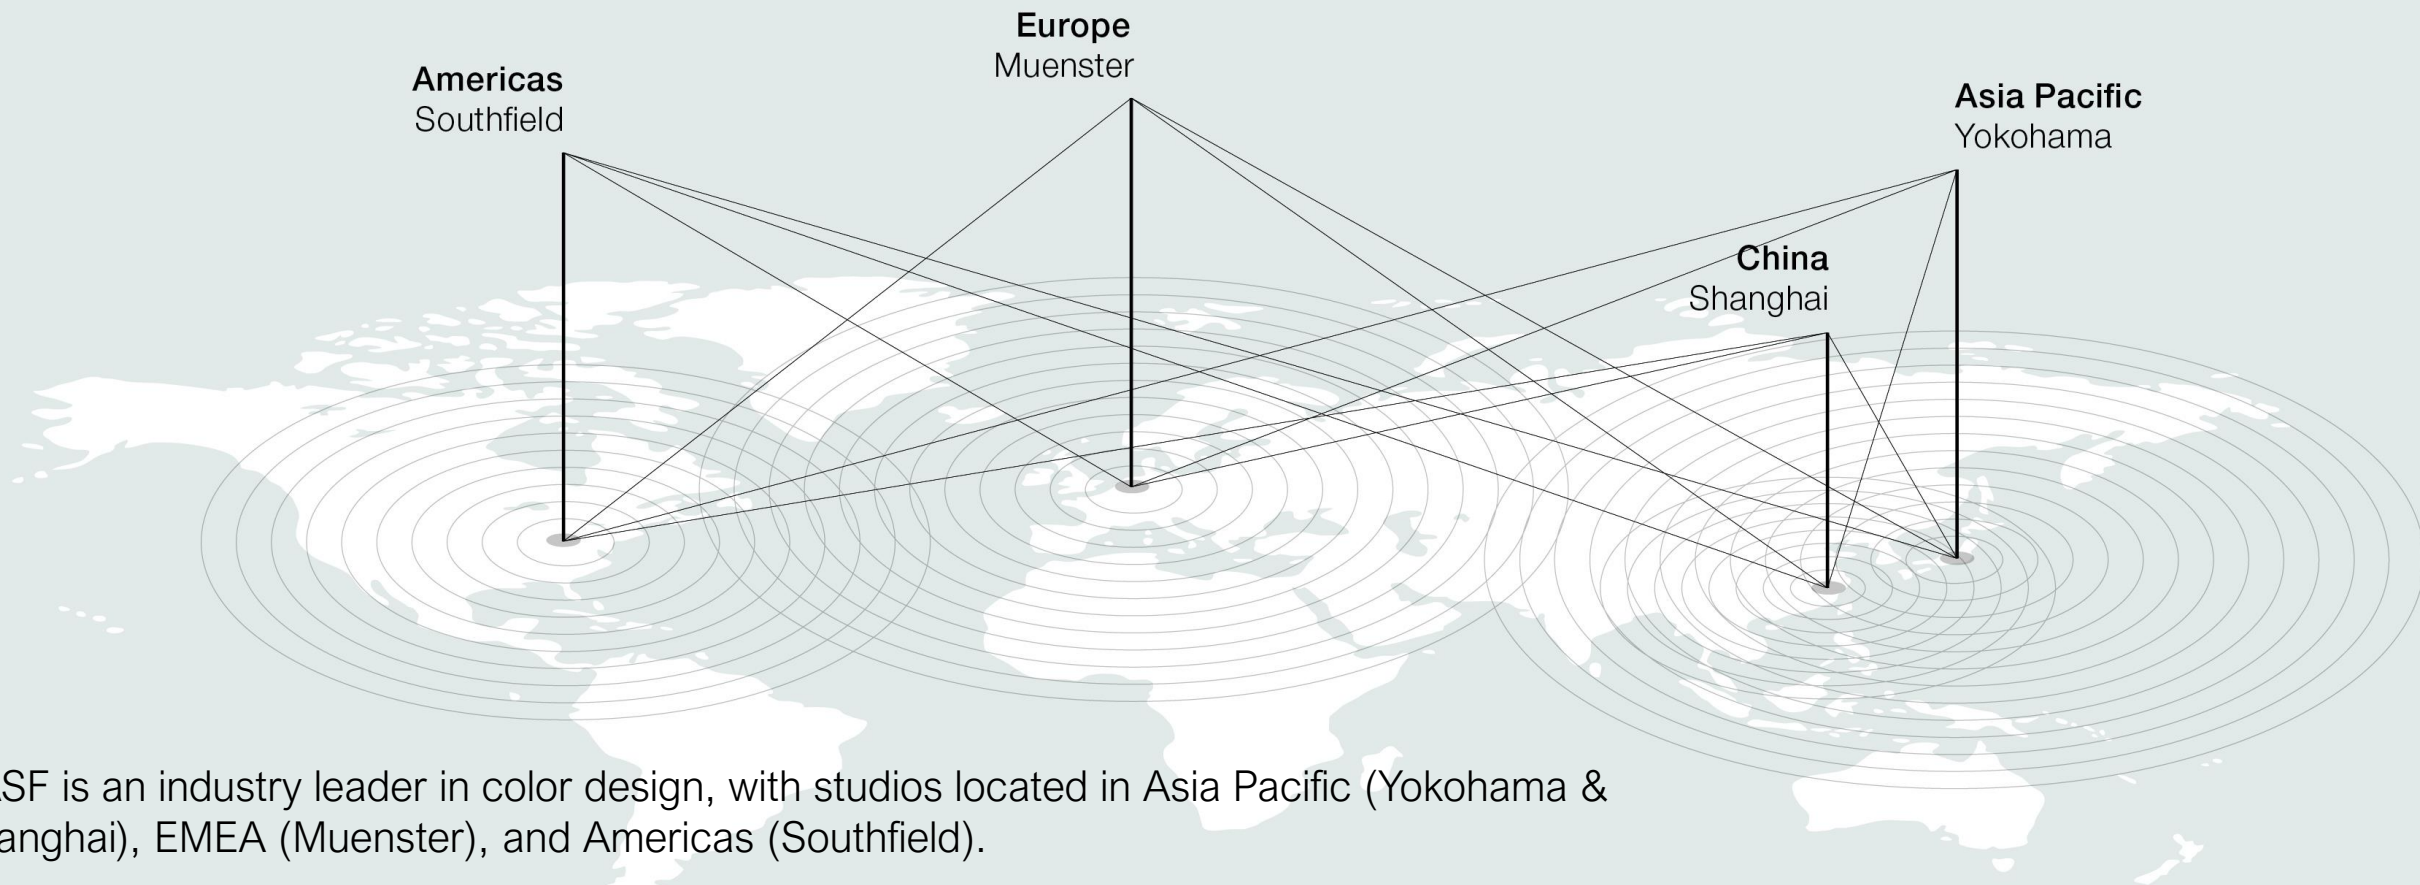 Europe
Muenster
Americas
Southfield
Asia Pacific
Yokohama
China
Shanghai
SF is an industry leader in color design, with studios located in Asia Pacific (Yokohama &
anghai), EMEA (Muenster), and Americas (Southfield).